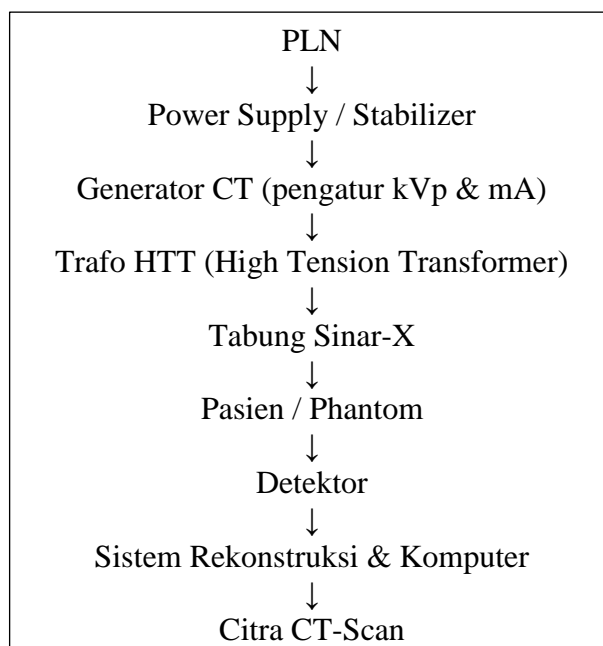 PLN
↓
Power Supply / Stabilizer
↓
Generator CT (pengatur kVp & mA)
↓
Trafo HTT (High Tension Transformer)
↓
Tabung Sinar-X
↓
Pasien / Phantom
↓
Detektor
↓
Sistem Rekonstruksi & Komputer
↓
Citra CT-Scan